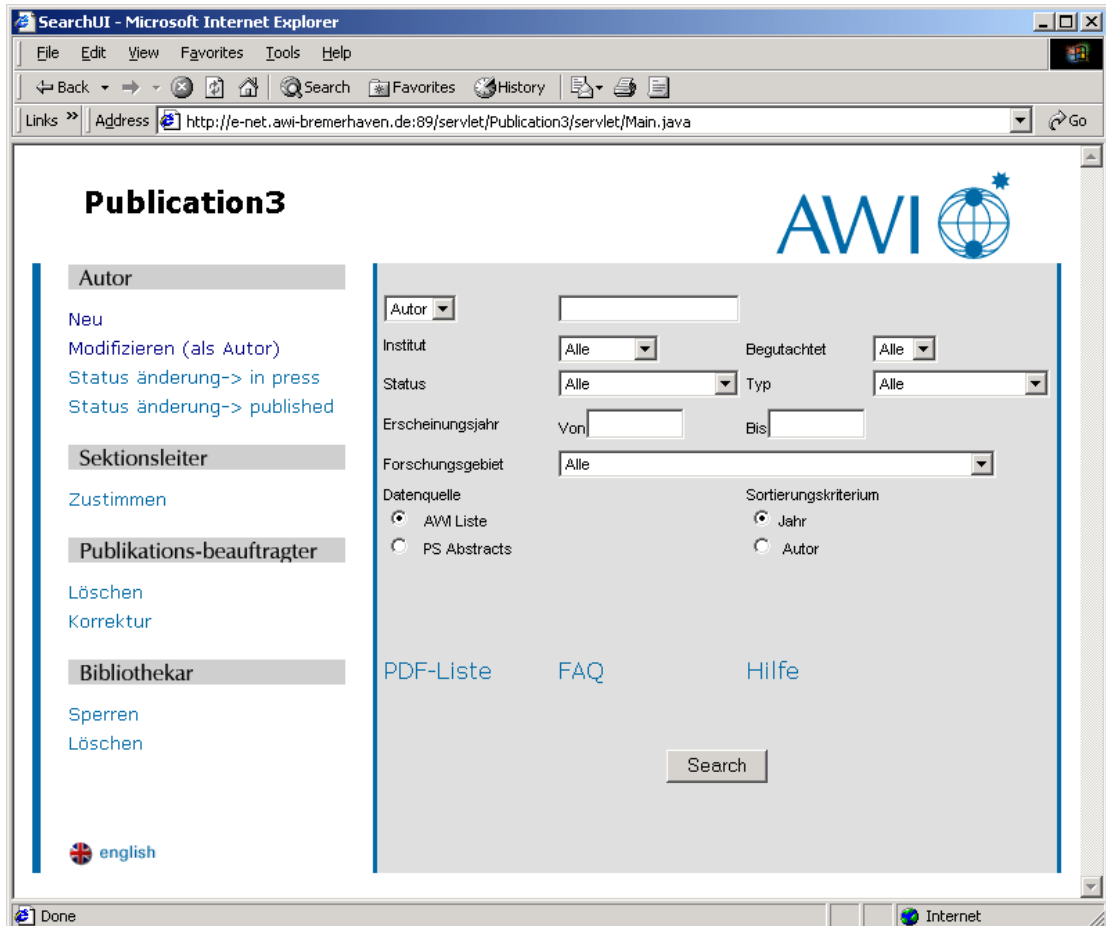 SearchUI - Microsoft Internet Explorer
File Edit View Favorites Tools Help
Back Search Favorites History
Links » Address http://e-net.awi-bremerhaven.de:89/servlet/Publication3/servlet/Main.java Go
Publication3
AWI
Autor
Neu
Modifizieren (als Autor)
Status änderung-> in press
Status änderung-> published
Sektionsleiter
Zustimmen
Publikations-beauftragter
Löschen
Korrektur
Bibliothekar
Sperren
Löschen
english
Autor
Institut Alle Begutachtet Alle
Status Alle Typ Alle
Erscheinungsjahr Von Bis
Forschungsgebiet Alle
Datenquelle Sortierungskriterium
AWI Liste Jahr
PS Abstracts Autor
PDF-Liste FAQ Hilfe
Search
Done Internet